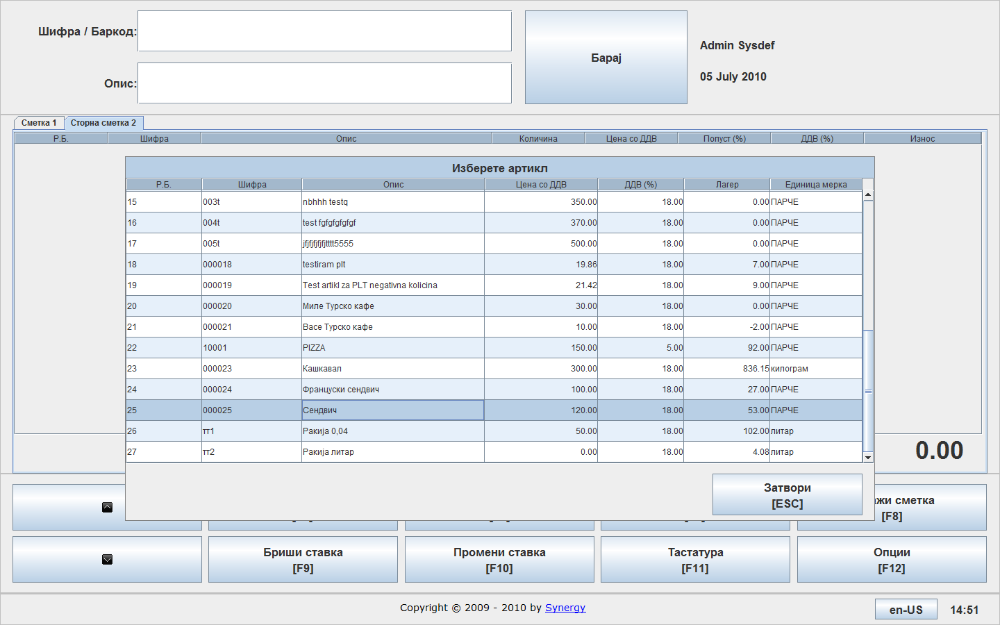 Шифра / Баркод:
Опис:
Барај
Admin Sysdef
05 July 2010
Сметка 1
Сторна сметка 2
Р.Б. Шифра Опис Количина Цена со ДДВ Попуст (%) ДДВ (%) Износ
Изберете артикл
Р.Б. Шифра Опис Цена со ДДВ ДДВ (%) Лагер Единица мерка
15 003t nbhhh testq 350.00 18.00 0.00 ПАРЧЕ
16 004t test fgfgfgfgfgf 370.00 18.00 0.00 ПАРЧЕ
17 005t jfjfjfjfjfjtttt5555 500.00 18.00 0.00 ПАРЧЕ
18 000018 testiram plt 19.86 18.00 7.00 ПАРЧЕ
19 000019 Test artikl za PLT negativna kolicina 21.42 18.00 9.00 ПАРЧЕ
20 000020 Миле Турско кафе 30.00 18.00 0.00 ПАРЧЕ
21 000021 Васе Турско кафе 10.00 18.00 -2.00 ПАРЧЕ
22 10001 PIZZA 150.00 5.00 92.00 ПАРЧЕ
23 000023 Кашкавал 300.00 18.00 836.15 килограм
24 000024 Француски сендвич 100.00 18.00 27.00 ПАРЧЕ
25 000025 Сендвич 120.00 18.00 53.00 ПАРЧЕ
26 тт1 Ракија 0,04 50.00 18.00 102.00 литар
27 тт2 Ракија литар 0.00 18.00 4.08 литар
0.00
Затвори
[ESC]
сметка
[F8]
Бриши ставка
[F9]
Промени ставка
[F10]
Тастатура
[F11]
Опции
[F12]
Copyright © 2009 - 2010 by Synergy
en-US
14:51